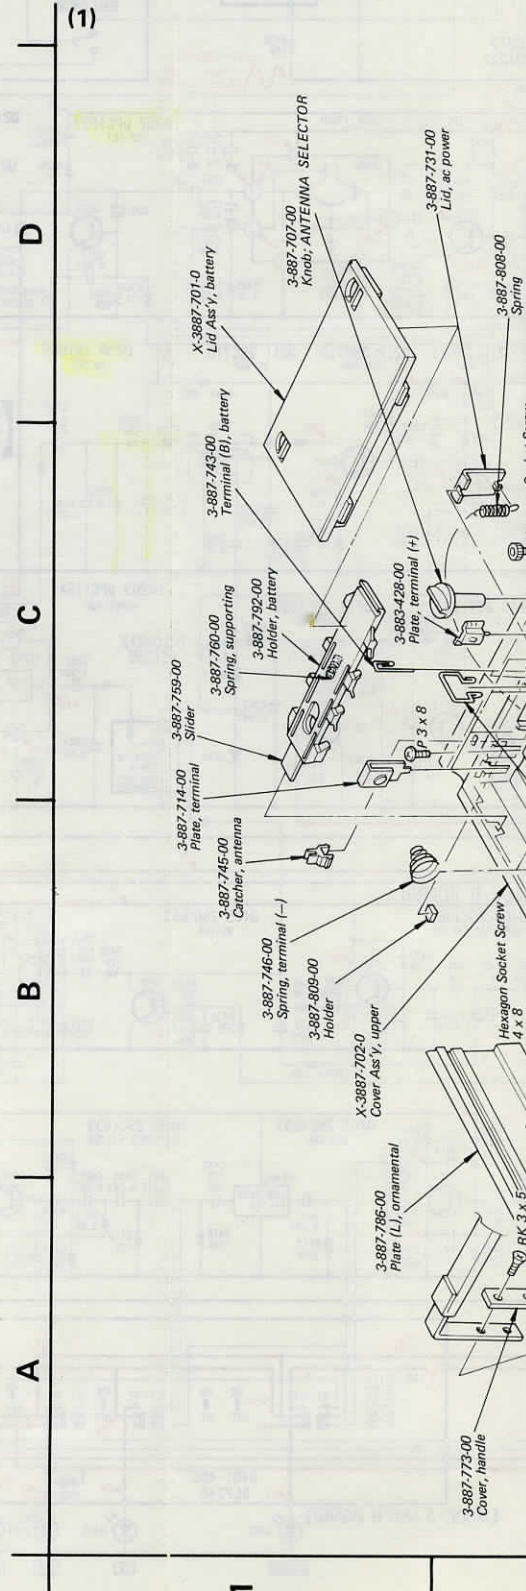 (1)
D
C
B
A
1
3-887-731-00
Lid, ac power
3-887-707-00
Knob; ANTENNA SELECTOR
3-887-808-00
Spring
X-3887-701-0
Lid Ass'y, battery
3-887-743-00
Terminal (B), battery
3-883-428-00
Plate, terminal (+)
3-887-792-00
Holder, battery
3-887-760-00
Spring, supporting
3-887-759-00
Slider
P 3 x 8
3-887-714-00
Plate, terminal
3-887-745-00
Catcher, antenna
3-887-746-00
Spring, terminal (−)
3-887-809-00
Holder
X-3887-702-0
Cover Ass'y, upper
Hexagon Socket Screw
4 x 8
3-887-786-00
Plate (L), ornamental
BK 3 x 5
3-887-773-00
Cover, handle